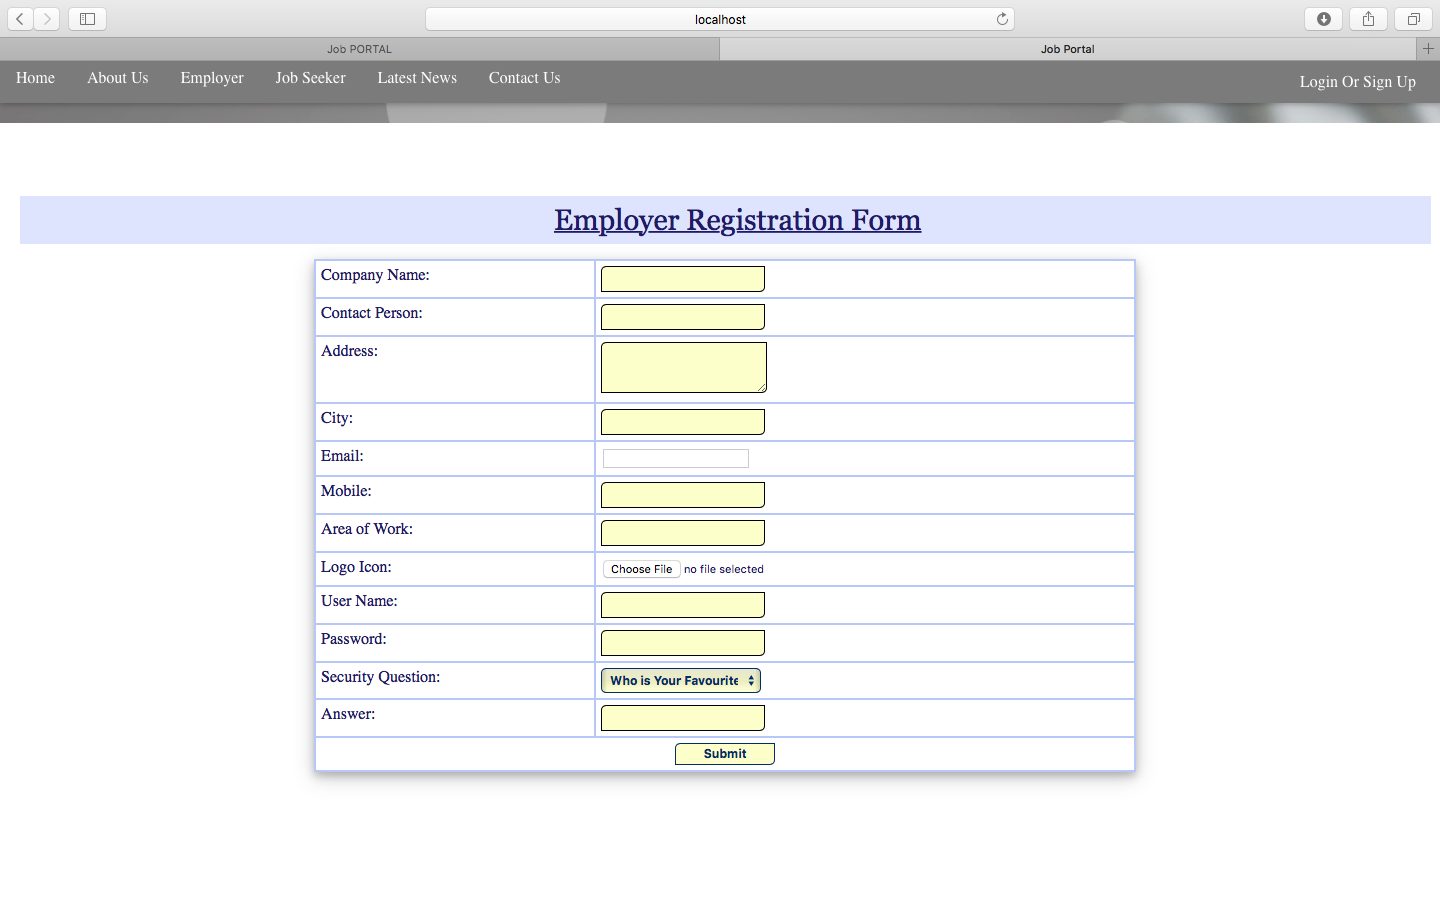 localhost
Job PORTAL
Job Portal
Home About Us Employer Job Seeker Latest News Contact Us Login Or Sign Up
Employer Registration Form
Company Name:
Contact Person:
Address:
City:
Email:
Mobile:
Area of Work:
Logo Icon: Choose File no file selected
User Name:
Password:
Security Question: Who is Your Favourite
Answer:
Submit